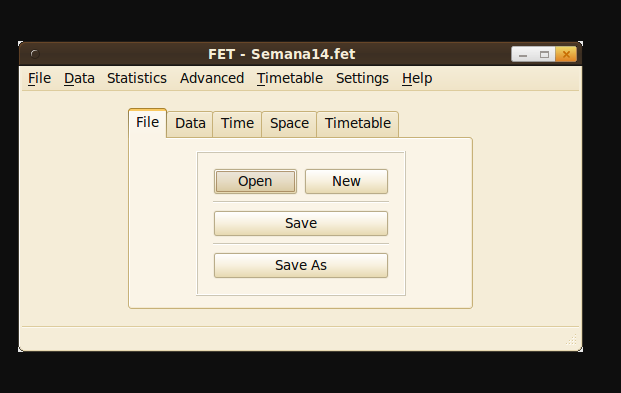 FET - Semana14.fet
File Data Statistics Advanced Timetable Settings Help
File Data Time Space Timetable
Open New
Save
Save As